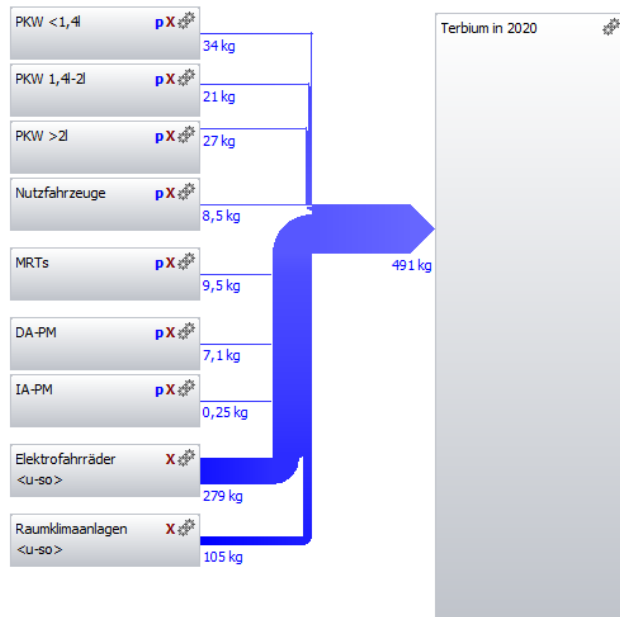 PKW <1,4l pX
34 kg
PKW 1,4l-2l pX
21 kg
PKW >2l pX
27 kg
Nutzfahrzeuge pX
8,5 kg
MRTs pX
9,5 kg
DA-PM pX
7,1 kg
IA-PM pX
0,25 kg
Elektrofahrräder X
<u-so>
279 kg
Raumklimaanlagen X
<u-so>
105 kg
491 kg
Terbium in 2020